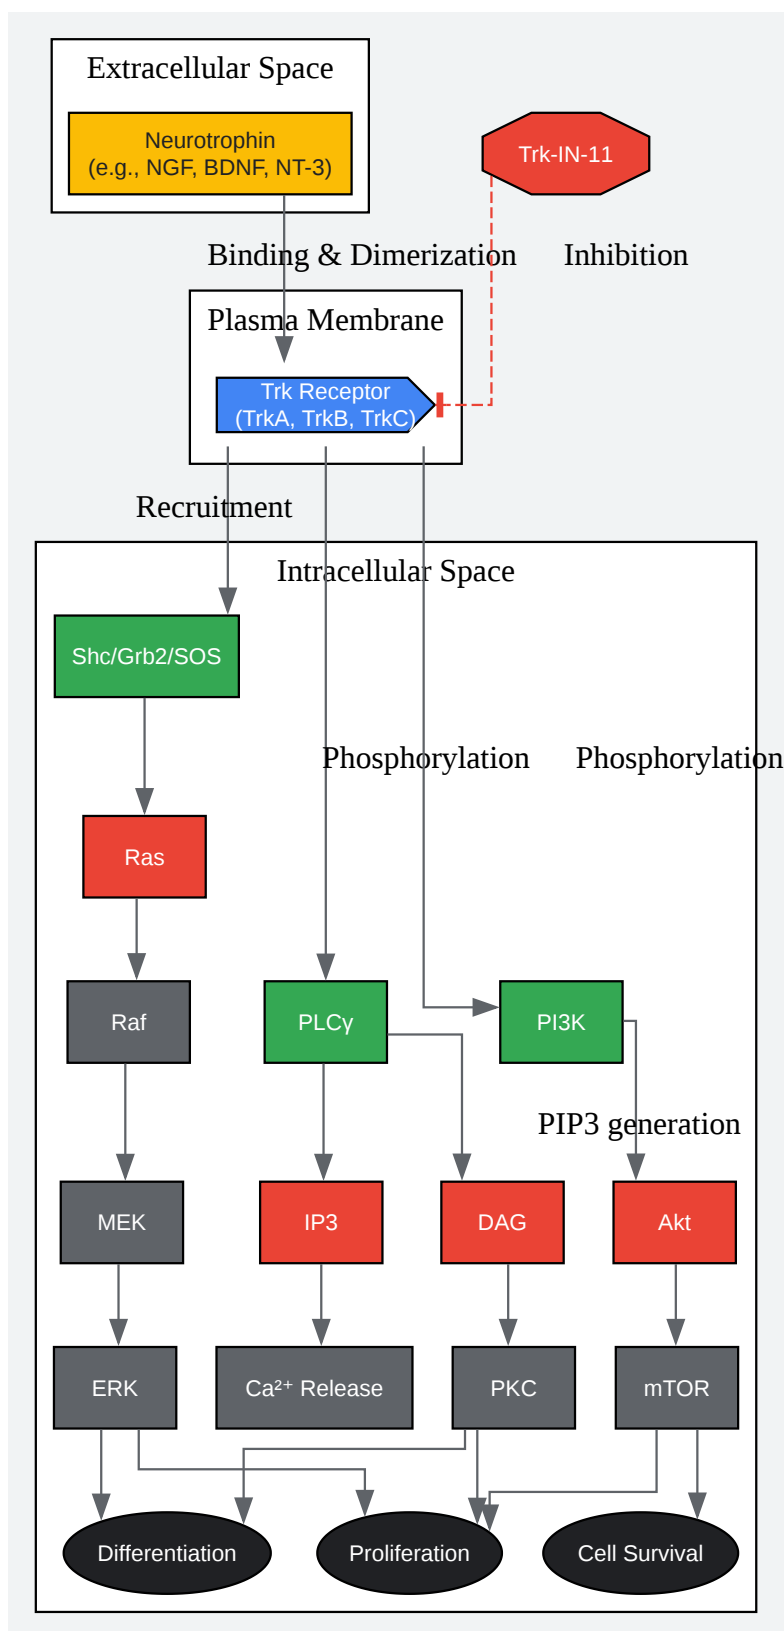 Extracellular Space
Neurotrophin
(e.g., NGF, BDNF, NT-3)
Trk-IN-11
Binding & Dimerization
Inhibition
Plasma Membrane
Trk Receptor
(TrkA, TrkB, TrkC)
Recruitment
Intracellular Space
Shc/Grb2/SOS
Phosphorylation
Phosphorylation
Ras
Raf
PLCγ
PI3K
PIP3 generation
MEK
IP3
DAG
Akt
ERK
Ca²⁺ Release
PKC
mTOR
Differentiation
Proliferation
Cell Survival